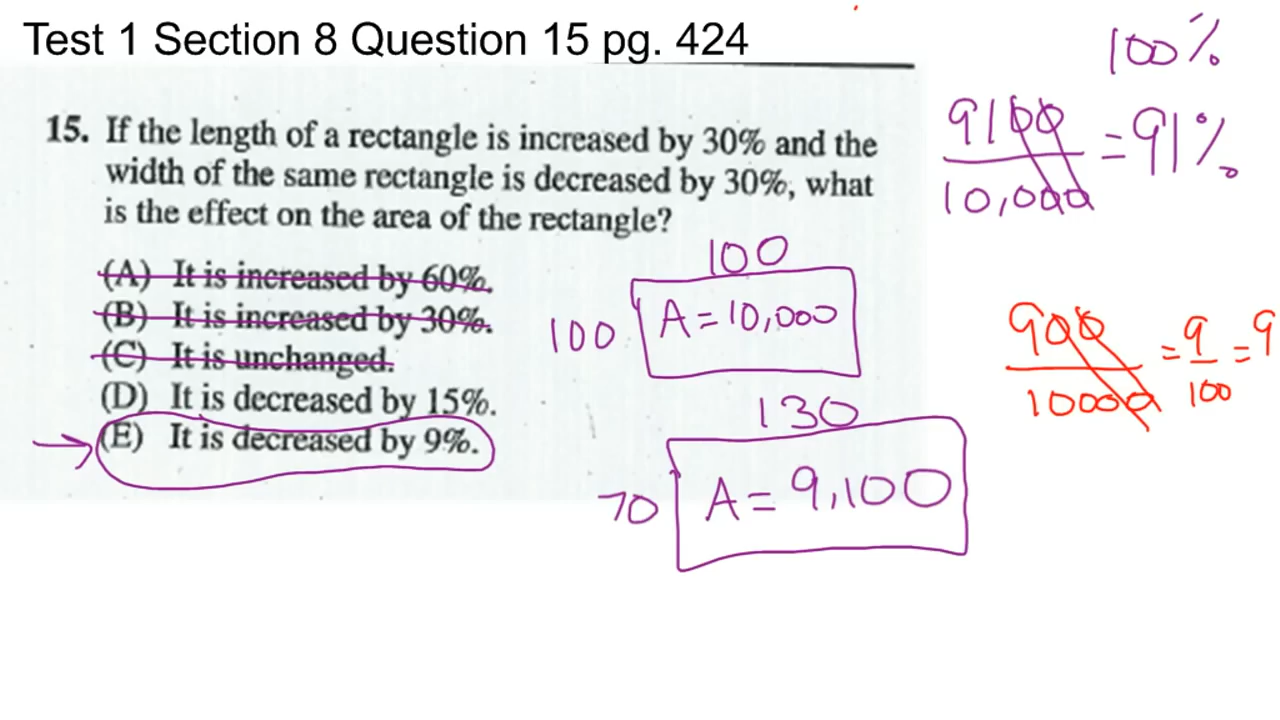 Test 1 Section 8 Question 15 pg. 424
15. If the length of a rectangle is increased by 30% and the
width of the same rectangle is decreased by 30%, what
is the effect on the area of the rectangle?
(A) It is increased by 60%.
(B) It is increased by 30%.
(C) It is unchanged.
(D) It is decreased by 15%.
(E) It is decreased by 9%.
100
100
A = 10,000
130
70
A = 9,100
100%
9100
10,000
= 91%
900
10000
= 9
100
= 9